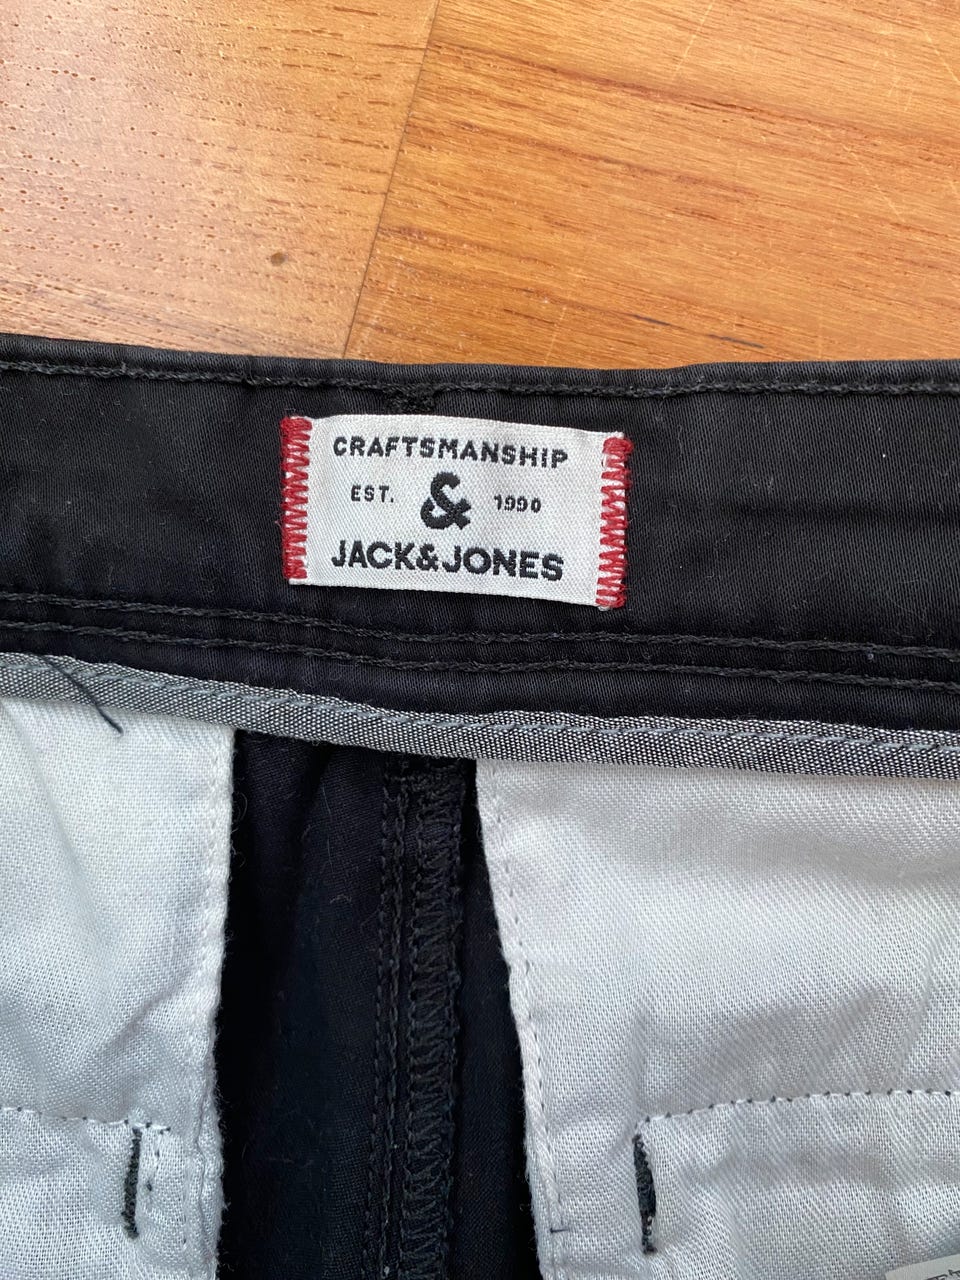 CRAFTSMANSHIP
EST. & 1990
JACK&JONES